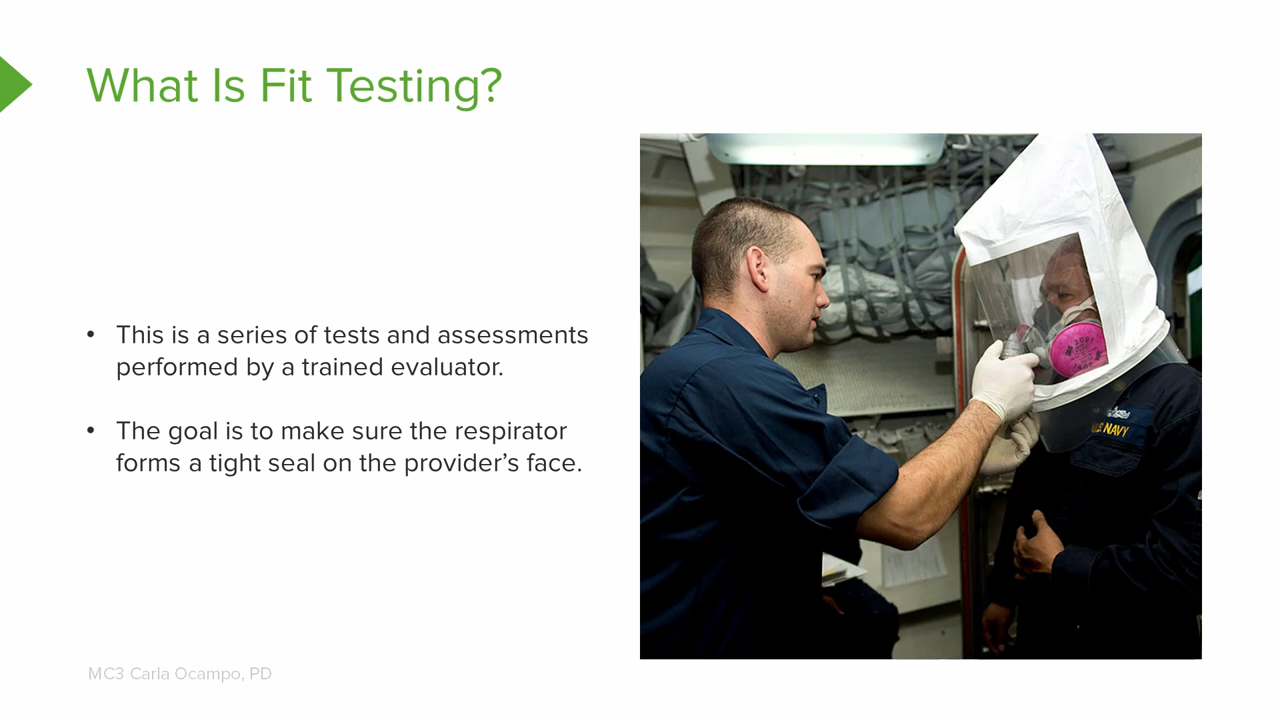 What Is Fit Testing?
• This is a series of tests and assessments
performed by a trained evaluator.
• The goal is to make sure the respirator
forms a tight seal on the provider’s face.
U.S. NAVY
MC3 Carla Ocampo, PD